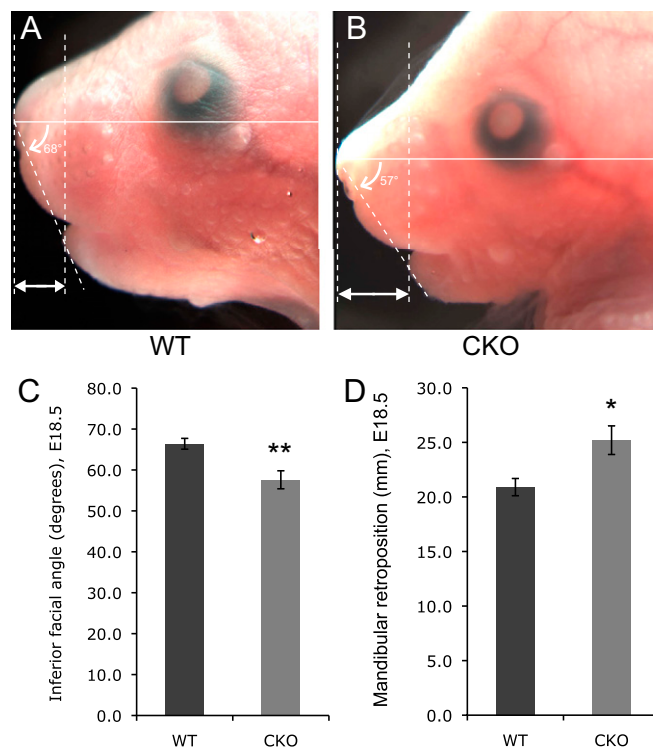 A
B
68°
57°
WT
CKO
C
D
Inferior facial angle (degrees), E18.5
80.0
70.0
60.0
50.0
40.0
30.0
20.0
10.0
0.0
**
WT
CKO
Mandibular retroposition (mm), E18.5
30.0
25.0
20.0
15.0
10.0
5.0
0.0
*
WT
CKO